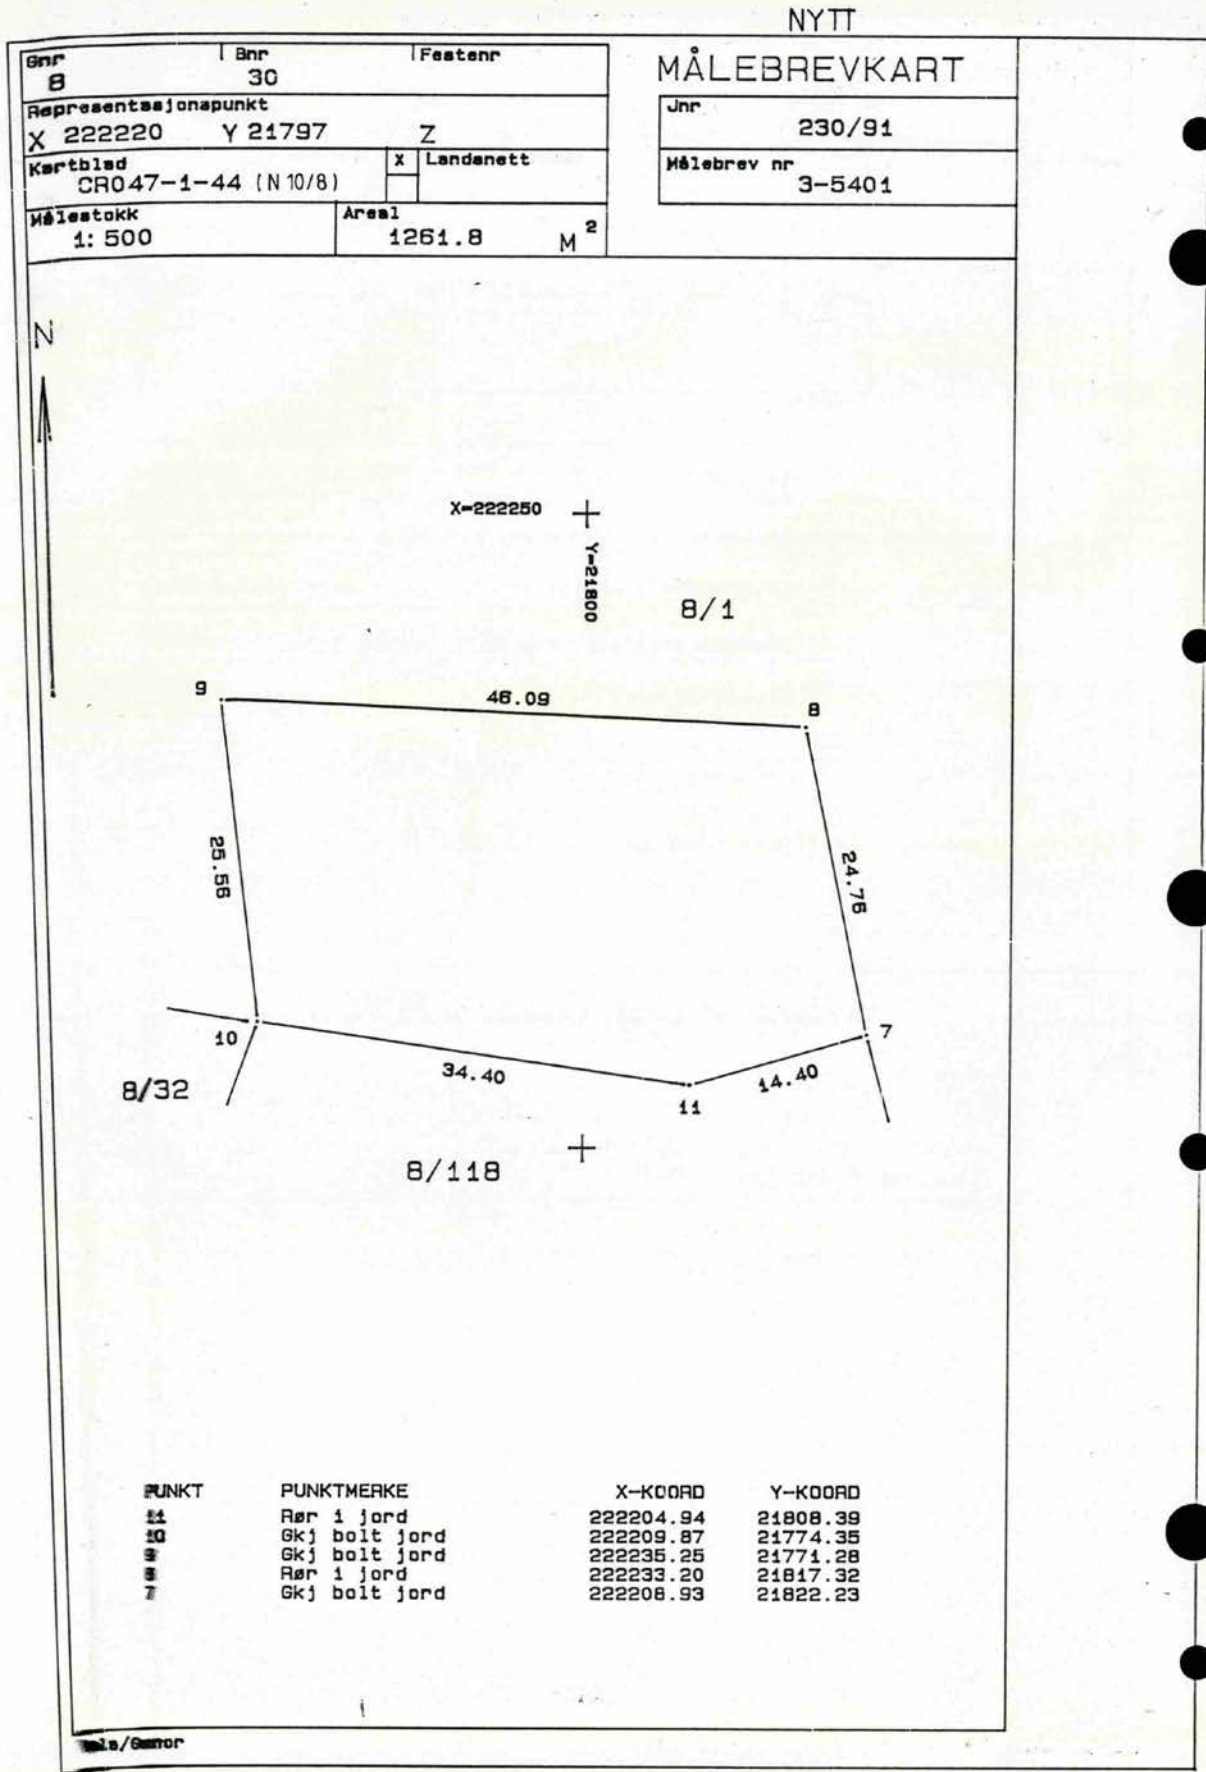 NYTT
Gnr Bnr Festenr
8 30
MÅLEBREVKART
Representasjonspunkt
X 222220 Y 21797 Z
Jnr
230/91
Kartblad x Landsnett
CR047-1-44 (N 10/8)
Målebrev nr
3-5401
Målestokk Areal
1: 500 1261.8 M²
N
X=222250
Y=21800
8/1
9 46.09 8
25.56
24.76
10 7
34.40 14.40
8/32
11
8/118
PUNKT PUNKTMERKE X-KOORD Y-KOORD
11 Rør i jord 222204.94 21808.39
10 Gkj bolt jord 222209.87 21774.35
9 Gkj bolt jord 222235.25 21771.28
8 Rør i jord 222233.20 21817.32
7 Gkj bolt jord 222208.93 21822.23